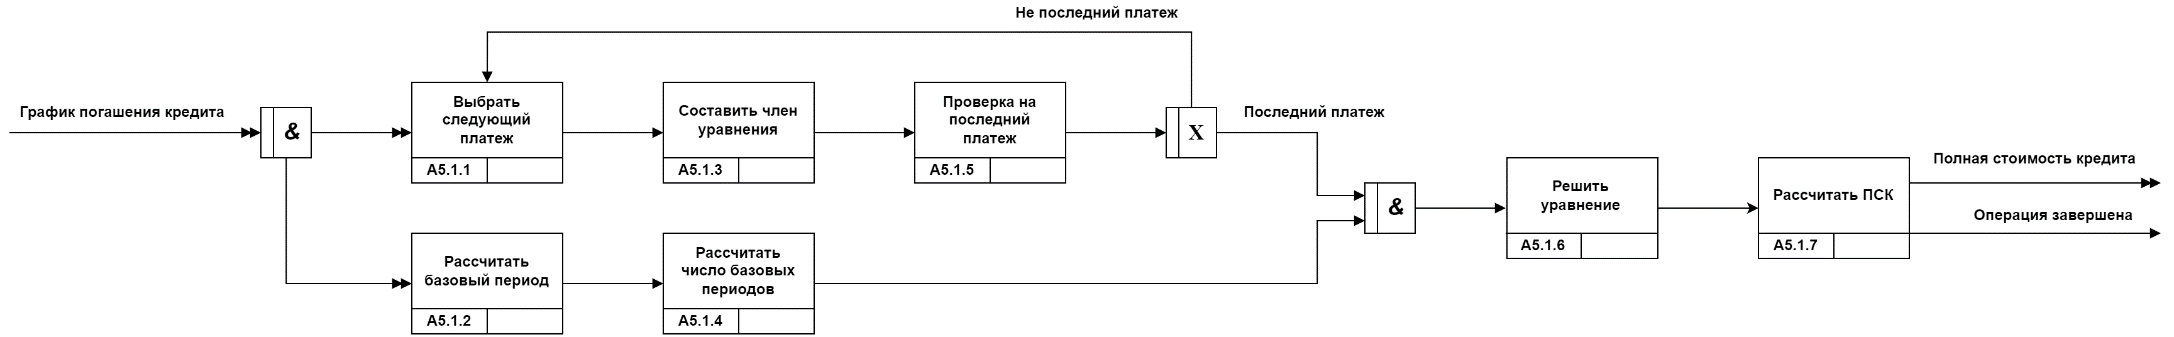 Не последний платеж
График погашения кредита
&
Выбрать
следующий
платеж
A5.1.1
Составить член
уравнения
A5.1.3
Проверка на
последний
платеж
A5.1.5
X
Последний платеж
Рассчитать
базовый период
A5.1.2
Рассчитать
число базовых
периодов
A5.1.4
&
Решить
уравнение
A5.1.6
Рассчитать ПСК
A5.1.7
Полная стоимость кредита
Операция завершена